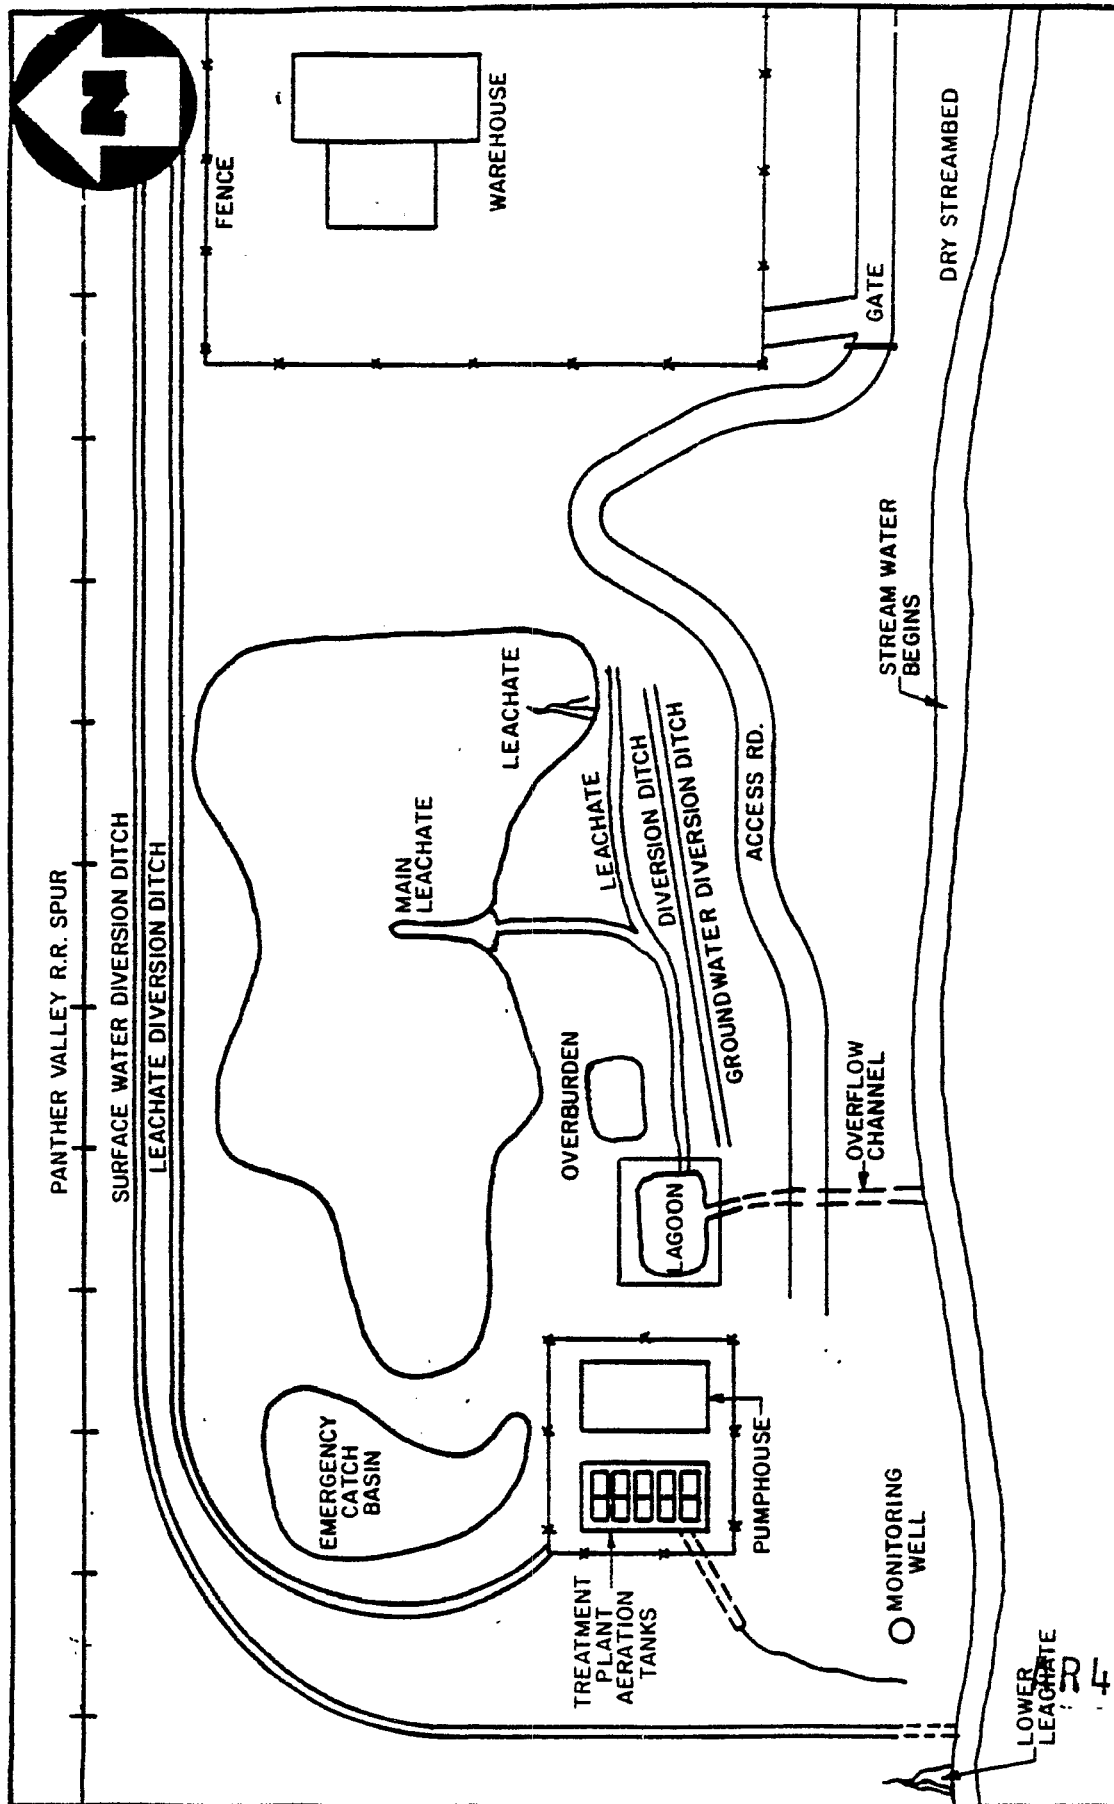 N
PANTHER VALLEY R.R. SPUR
SURFACE WATER DIVERSION DITCH
LEACHATE DIVERSION DITCH
FENCE
WAREHOUSE
EMERGENCY
CATCH
BASIN
MAIN
LEACHATE
LEACHATE
OVERBURDEN
LEACHATE
DIVERSION DITCH
GROUNDWATER DIVERSION DITCH
LAGOON
TREATMENT
PLANT
AERATION
TANKS
PUMPHOUSE
ACCESS RD.
GATE
OVERFLOW
CHANNEL
MONITORING
WELL
STREAM WATER
BEGINS
DRY STREAMBED
LOWER
LEACHATE
AR4